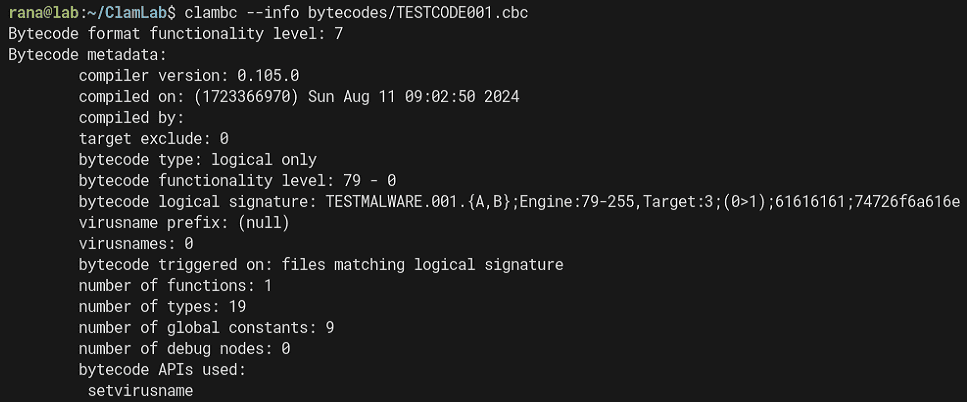 rana@lab:~/ClamLab$ clambc --info bytecodes/TESTCODE001.cbc
Bytecode format functionality level: 7
Bytecode metadata:
compiler version: 0.105.0
compiled on: (1723366970) Sun Aug 11 09:02:50 2024
compiled by:
target exclude: 0
bytecode type: logical only
bytecode functionality level: 79 - 0
bytecode logical signature: TESTMALWARE.001.{A,B};Engine:79-255,Target:3;(0>1);61616161;74726f6a616e
virusname prefix: (null)
virusnames: 0
bytecode triggered on: files matching logical signature
number of functions: 1
number of types: 19
number of global constants: 9
number of debug nodes: 0
bytecode APIs used:
setvirusname